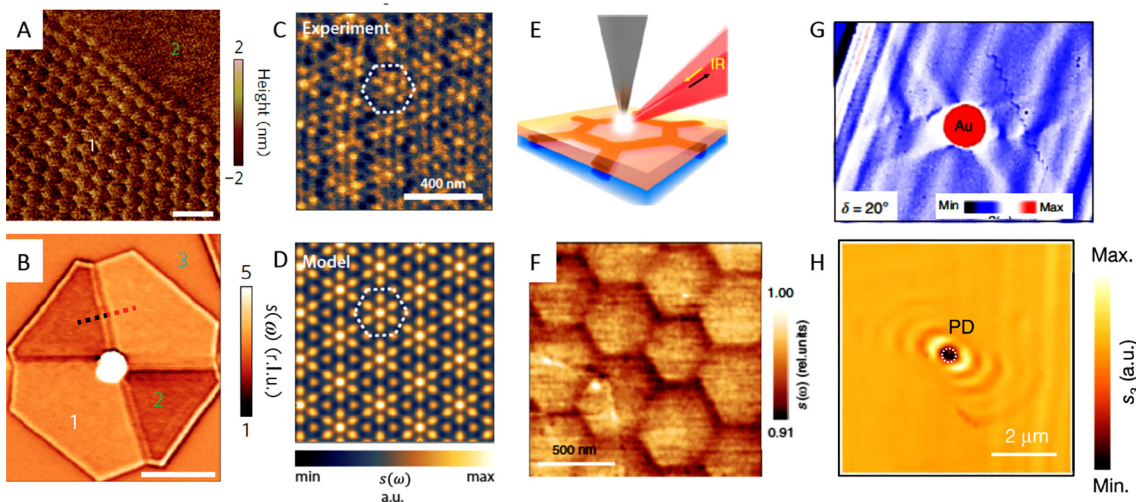 A
2
1
2
Height (nm)
−2
B
3
1
2
5
s(ω) (r.l.u.)
1
C
Experiment
400 nm
D
Model
min
s(ω)
max
a.u.
E
IR
F
500 nm
1.00
s(ω) (rel.units)
0.91
G
Au
δ = 20°
Min
Max
H
PD
2 μm
Max.
s₃ (a.u.)
Min.